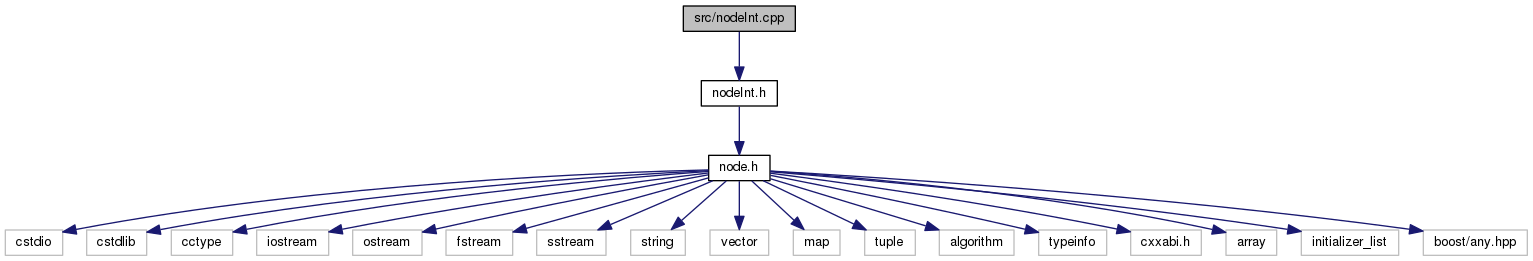 src/nodeInt.cpp
nodeInt.h
node.h
cstdio
cstdlib
cctype
iostream
ostream
fstream
sstream
string
vector
map
tuple
algorithm
typeinfo
cxxabi.h
array
initializer_list
boost/any.hpp